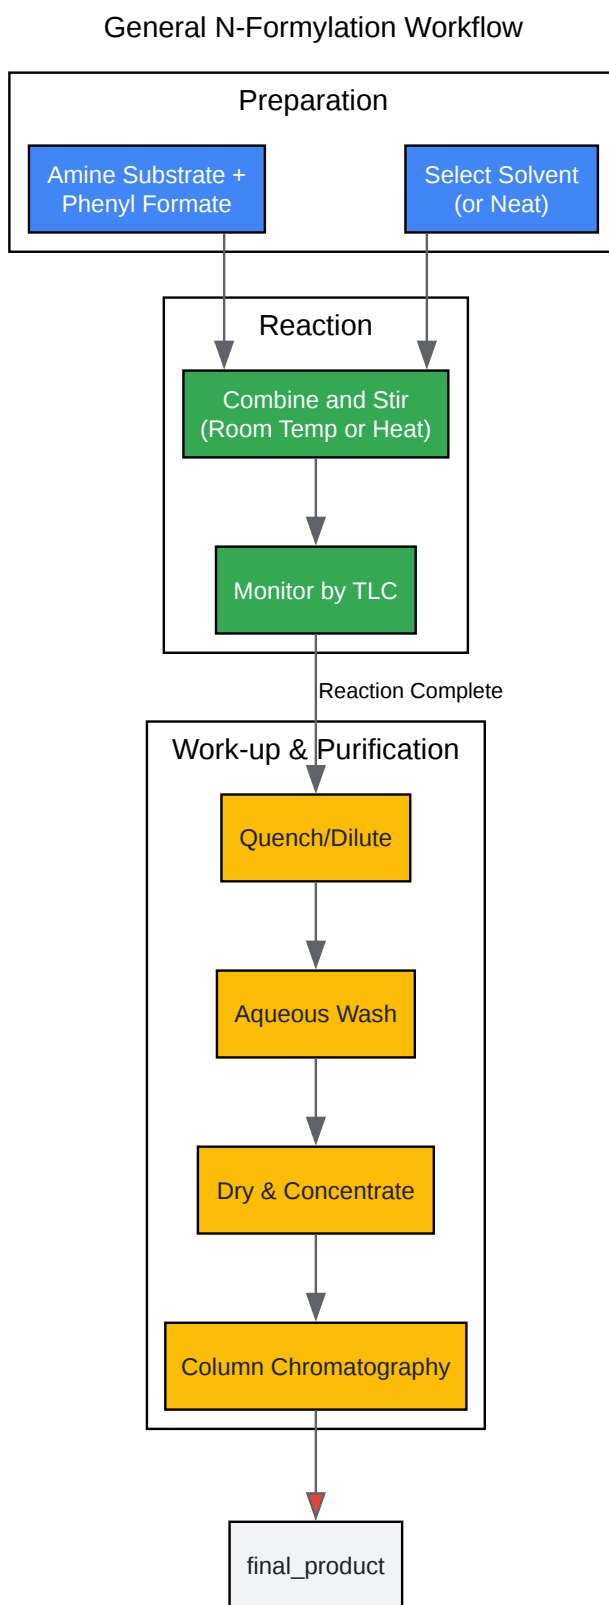 General N-Formylation Workflow
Preparation
Amine Substrate +
Phenyl Formate
Select Solvent
(or Neat)
Reaction
Combine and Stir
(Room Temp or Heat)
Monitor by TLC
Reaction Complete
Work-up & Purification
Quench/Dilute
Aqueous Wash
Dry & Concentrate
Column Chromatography
final_product